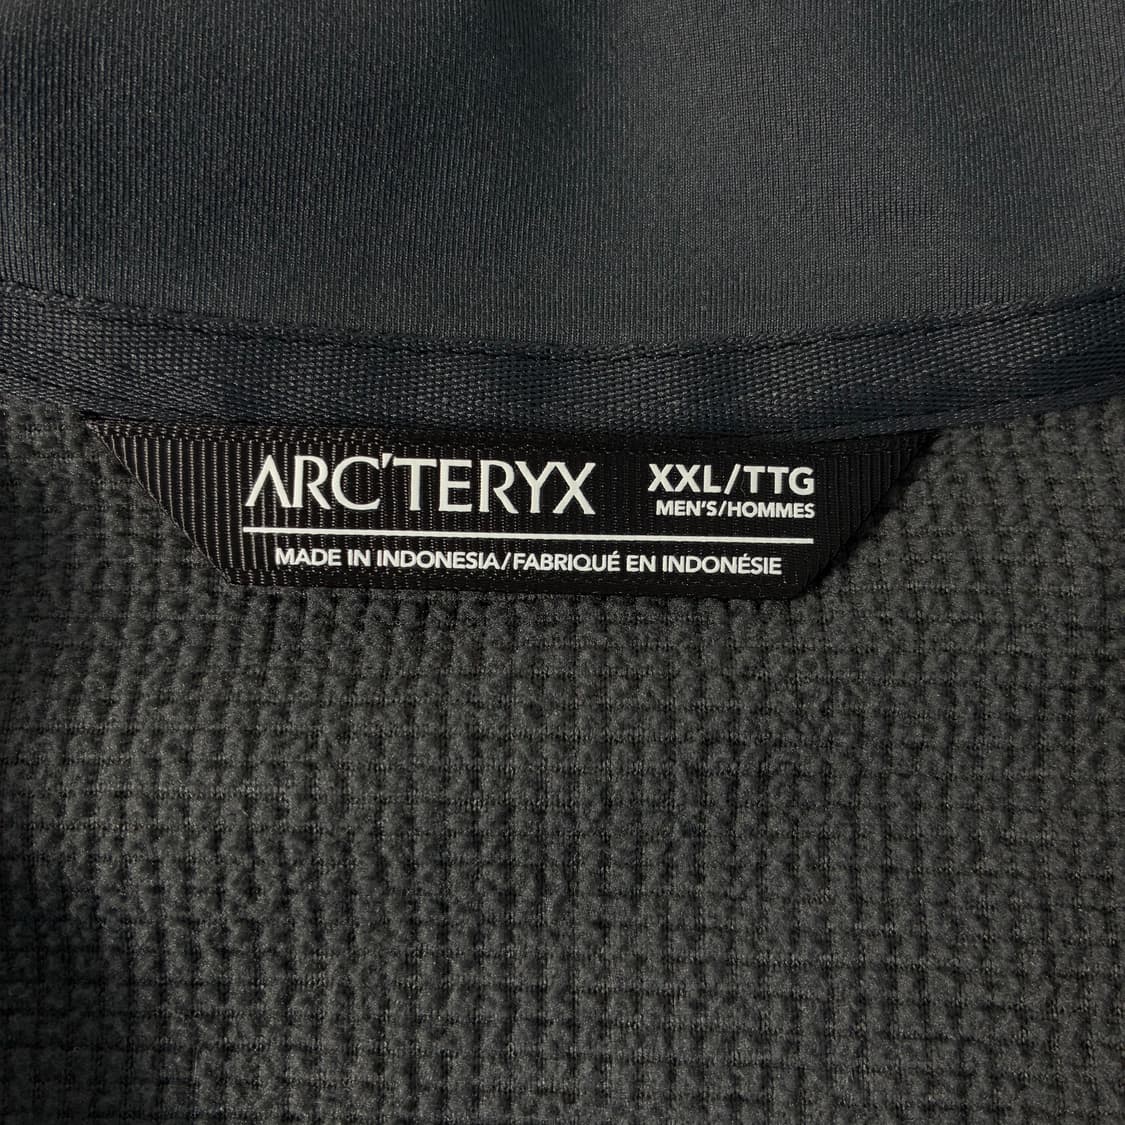 ARC'TERYX
XXL/TTG
MEN'S/HOMMES
MADE IN INDONESIA/FABRIQUÉ EN INDONÉSIE